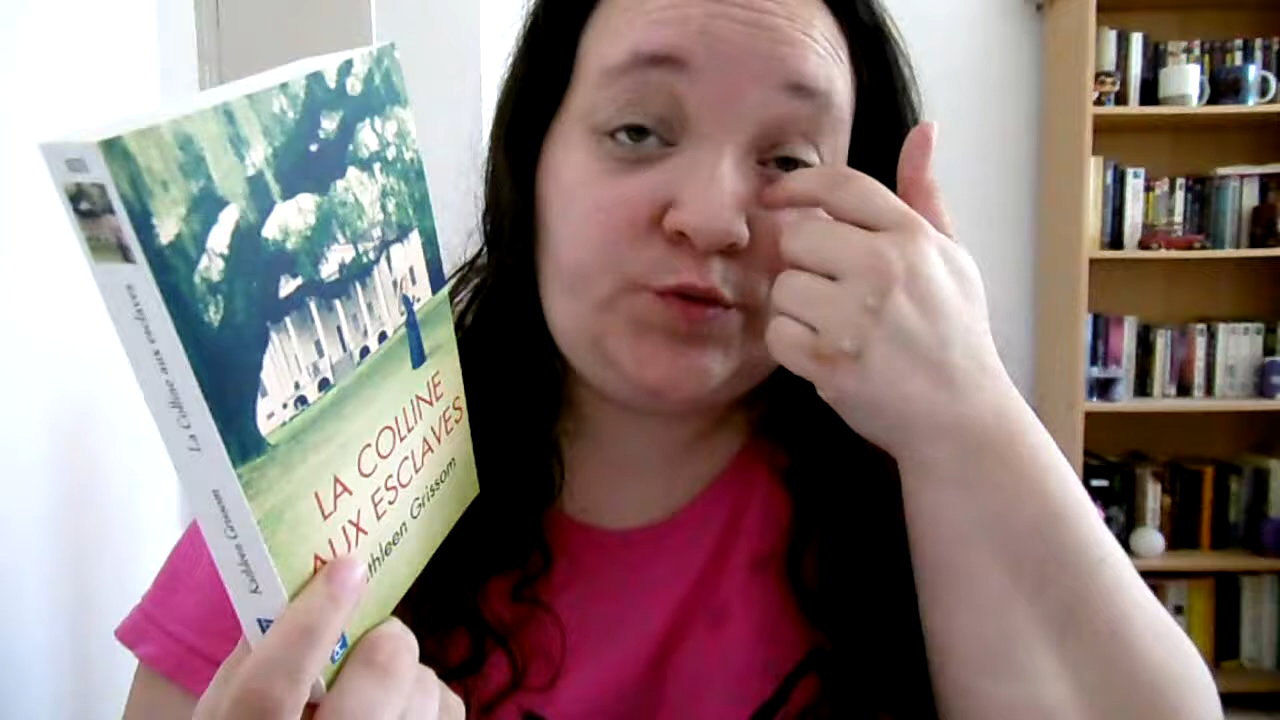 LA COLLINE
AUX ESCLAVES
athleen Grissom
La Colline aux esclaves
Kathleen Grissom